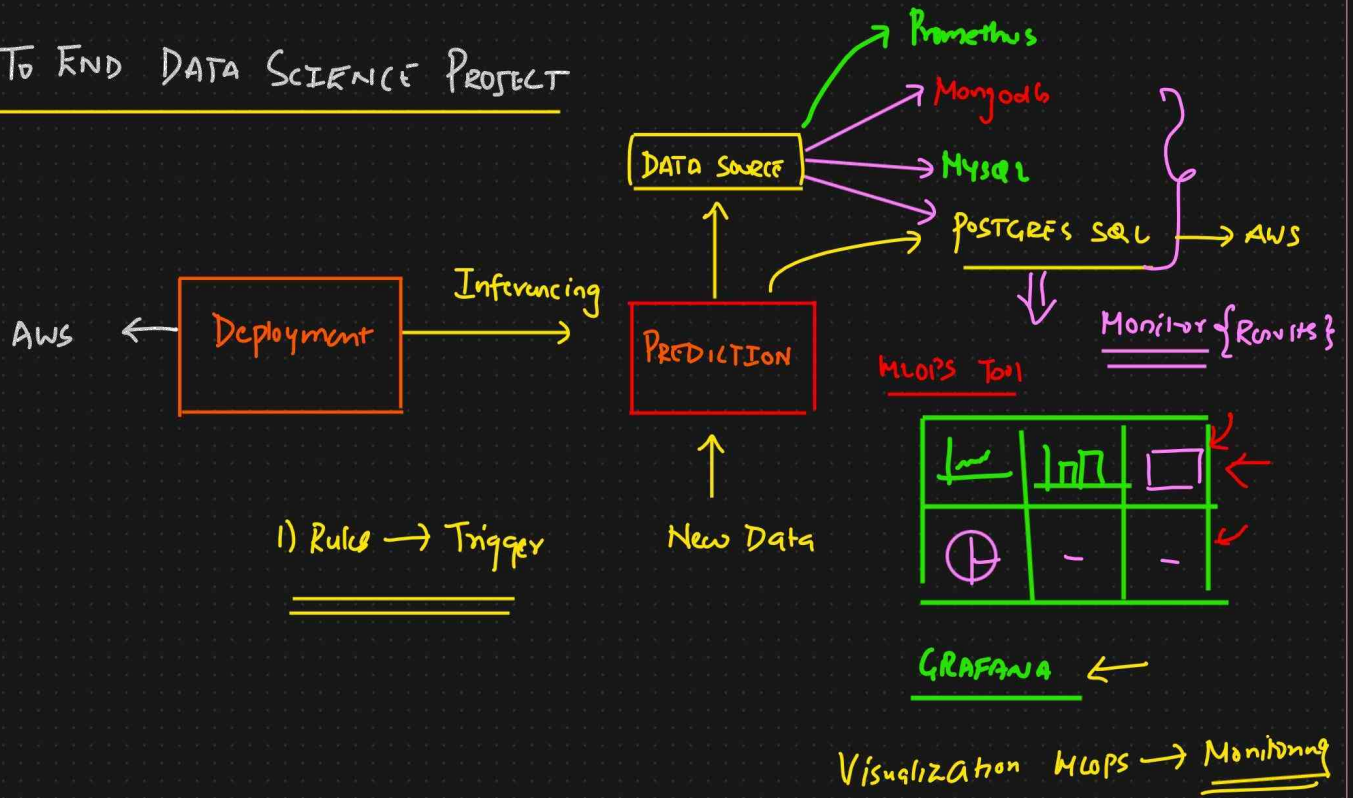 To END DATA SCIENCE PROJECT
Promethus
Mongodb
DATA SOURCE
Mysql
POSTGRES SQL
AWS
Inferencing
AWS
Deployment
PREDICTION
Monitor {Results}
MLOPS Tool
1) Rules → Trigger
New Data
GRAFANA
Visualization MLOPS → Monitoring